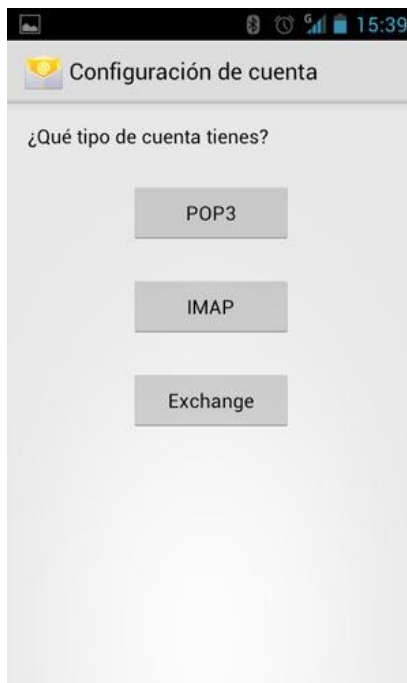 G 15:39
Configuración de cuenta
¿Qué tipo de cuenta tienes?
POP3
IMAP
Exchange